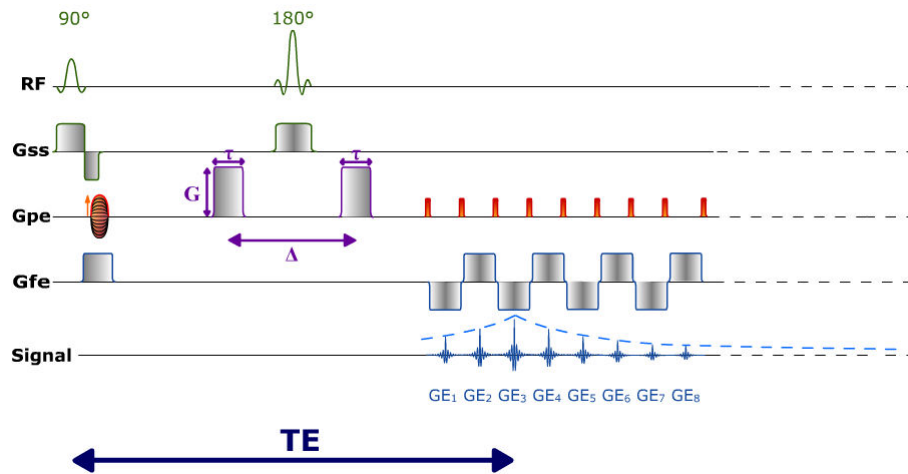 90°
180°
RF
Gss
τ
τ
G
Gpe
Δ
Gfe
Signal
GE₁ GE₂ GE₃ GE₄ GE₅ GE₆ GE₇ GE₈
TE